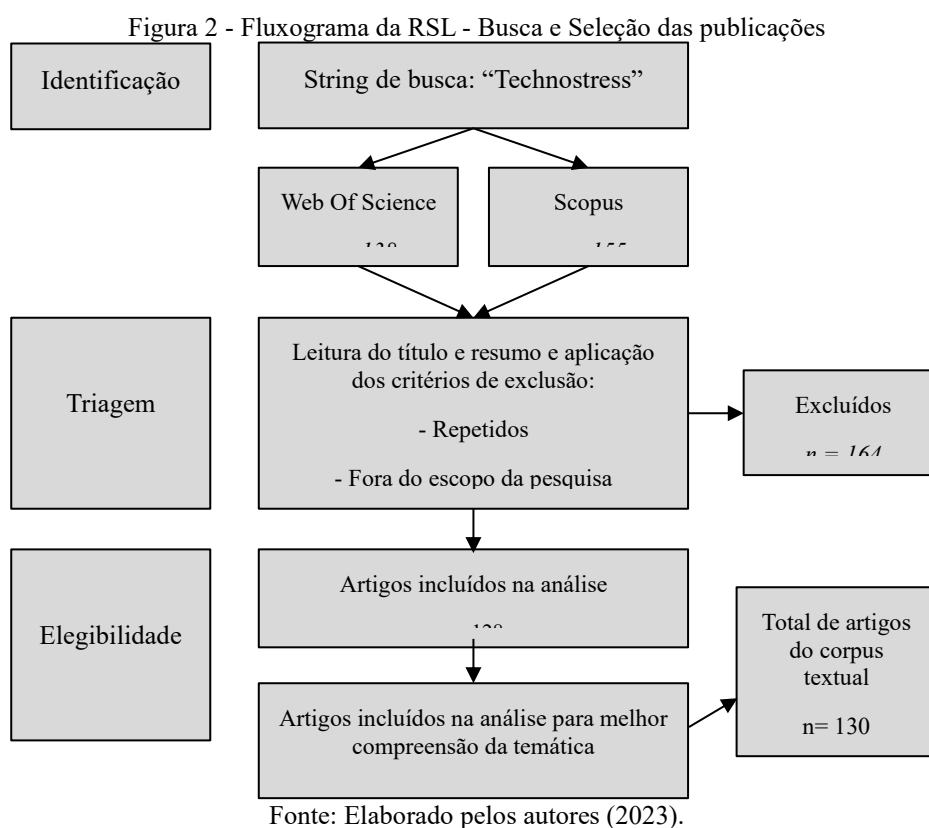 Figura 2 - Fluxograma da RSL - Busca e Seleção das publicações
Identificação
String de busca: “Technostress”
Web Of Science
Scopus
Triagem
Leitura do título e resumo e aplicação
dos critérios de exclusão:
- Repetidos
- Fora do escopo da pesquisa
Excluídos
n = 164
Elegibilidade
Artigos incluídos na análise
Total de artigos
do corpus
textual
n= 130
Artigos incluídos na análise para melhor
compreensão da temática
Fonte: Elaborado pelos autores (2023).